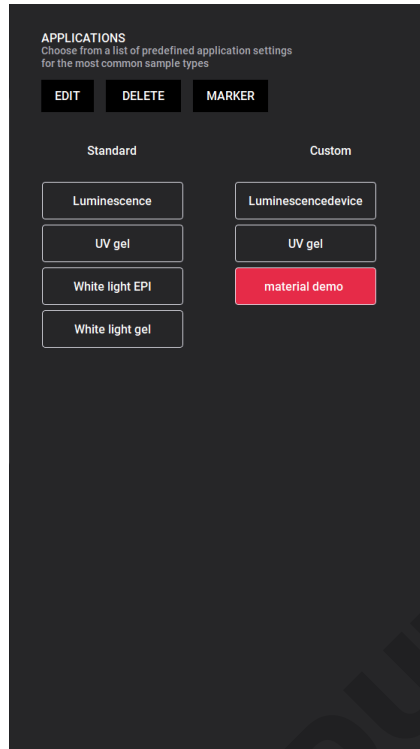 APPLICATIONS
Choose from a list of predefined application settings
for the most common sample types
EDIT DELETE MARKER
Standard Custom
Luminescence Luminescencedevice
UV gel UV gel
White light EPI material demo
White light gel